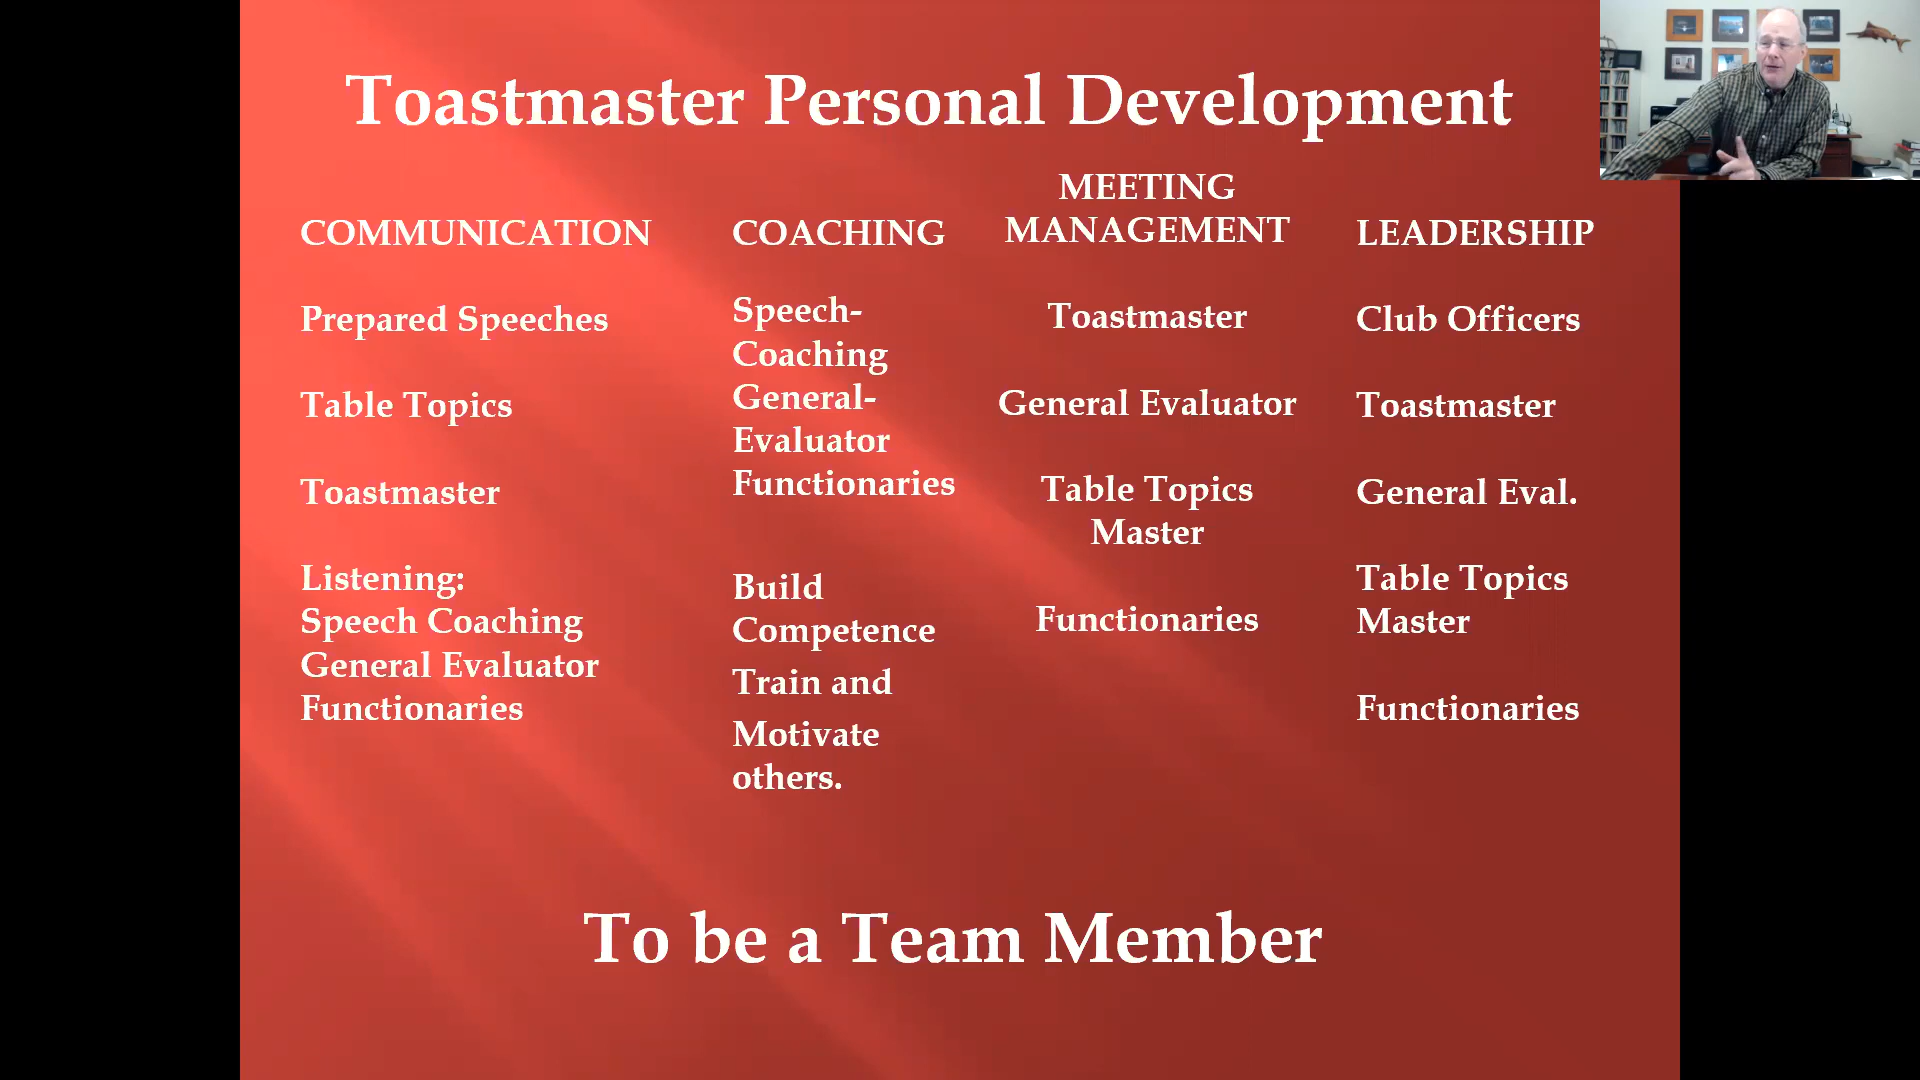 Toastmaster Personal Development
COMMUNICATION
Prepared Speeches
Table Topics
Toastmaster
Listening:
Speech Coaching
General Evaluator
Functionaries
COACHING
Speech-
Coaching
General-
Evaluator
Functionaries
Build
Competence
Train and
Motivate
others.
MEETING
MANAGEMENT
Toastmaster
General Evaluator
Table Topics
Master
Functionaries
LEADERSHIP
Club Officers
Toastmaster
General Eval.
Table Topics
Master
Functionaries
To be a Team Member